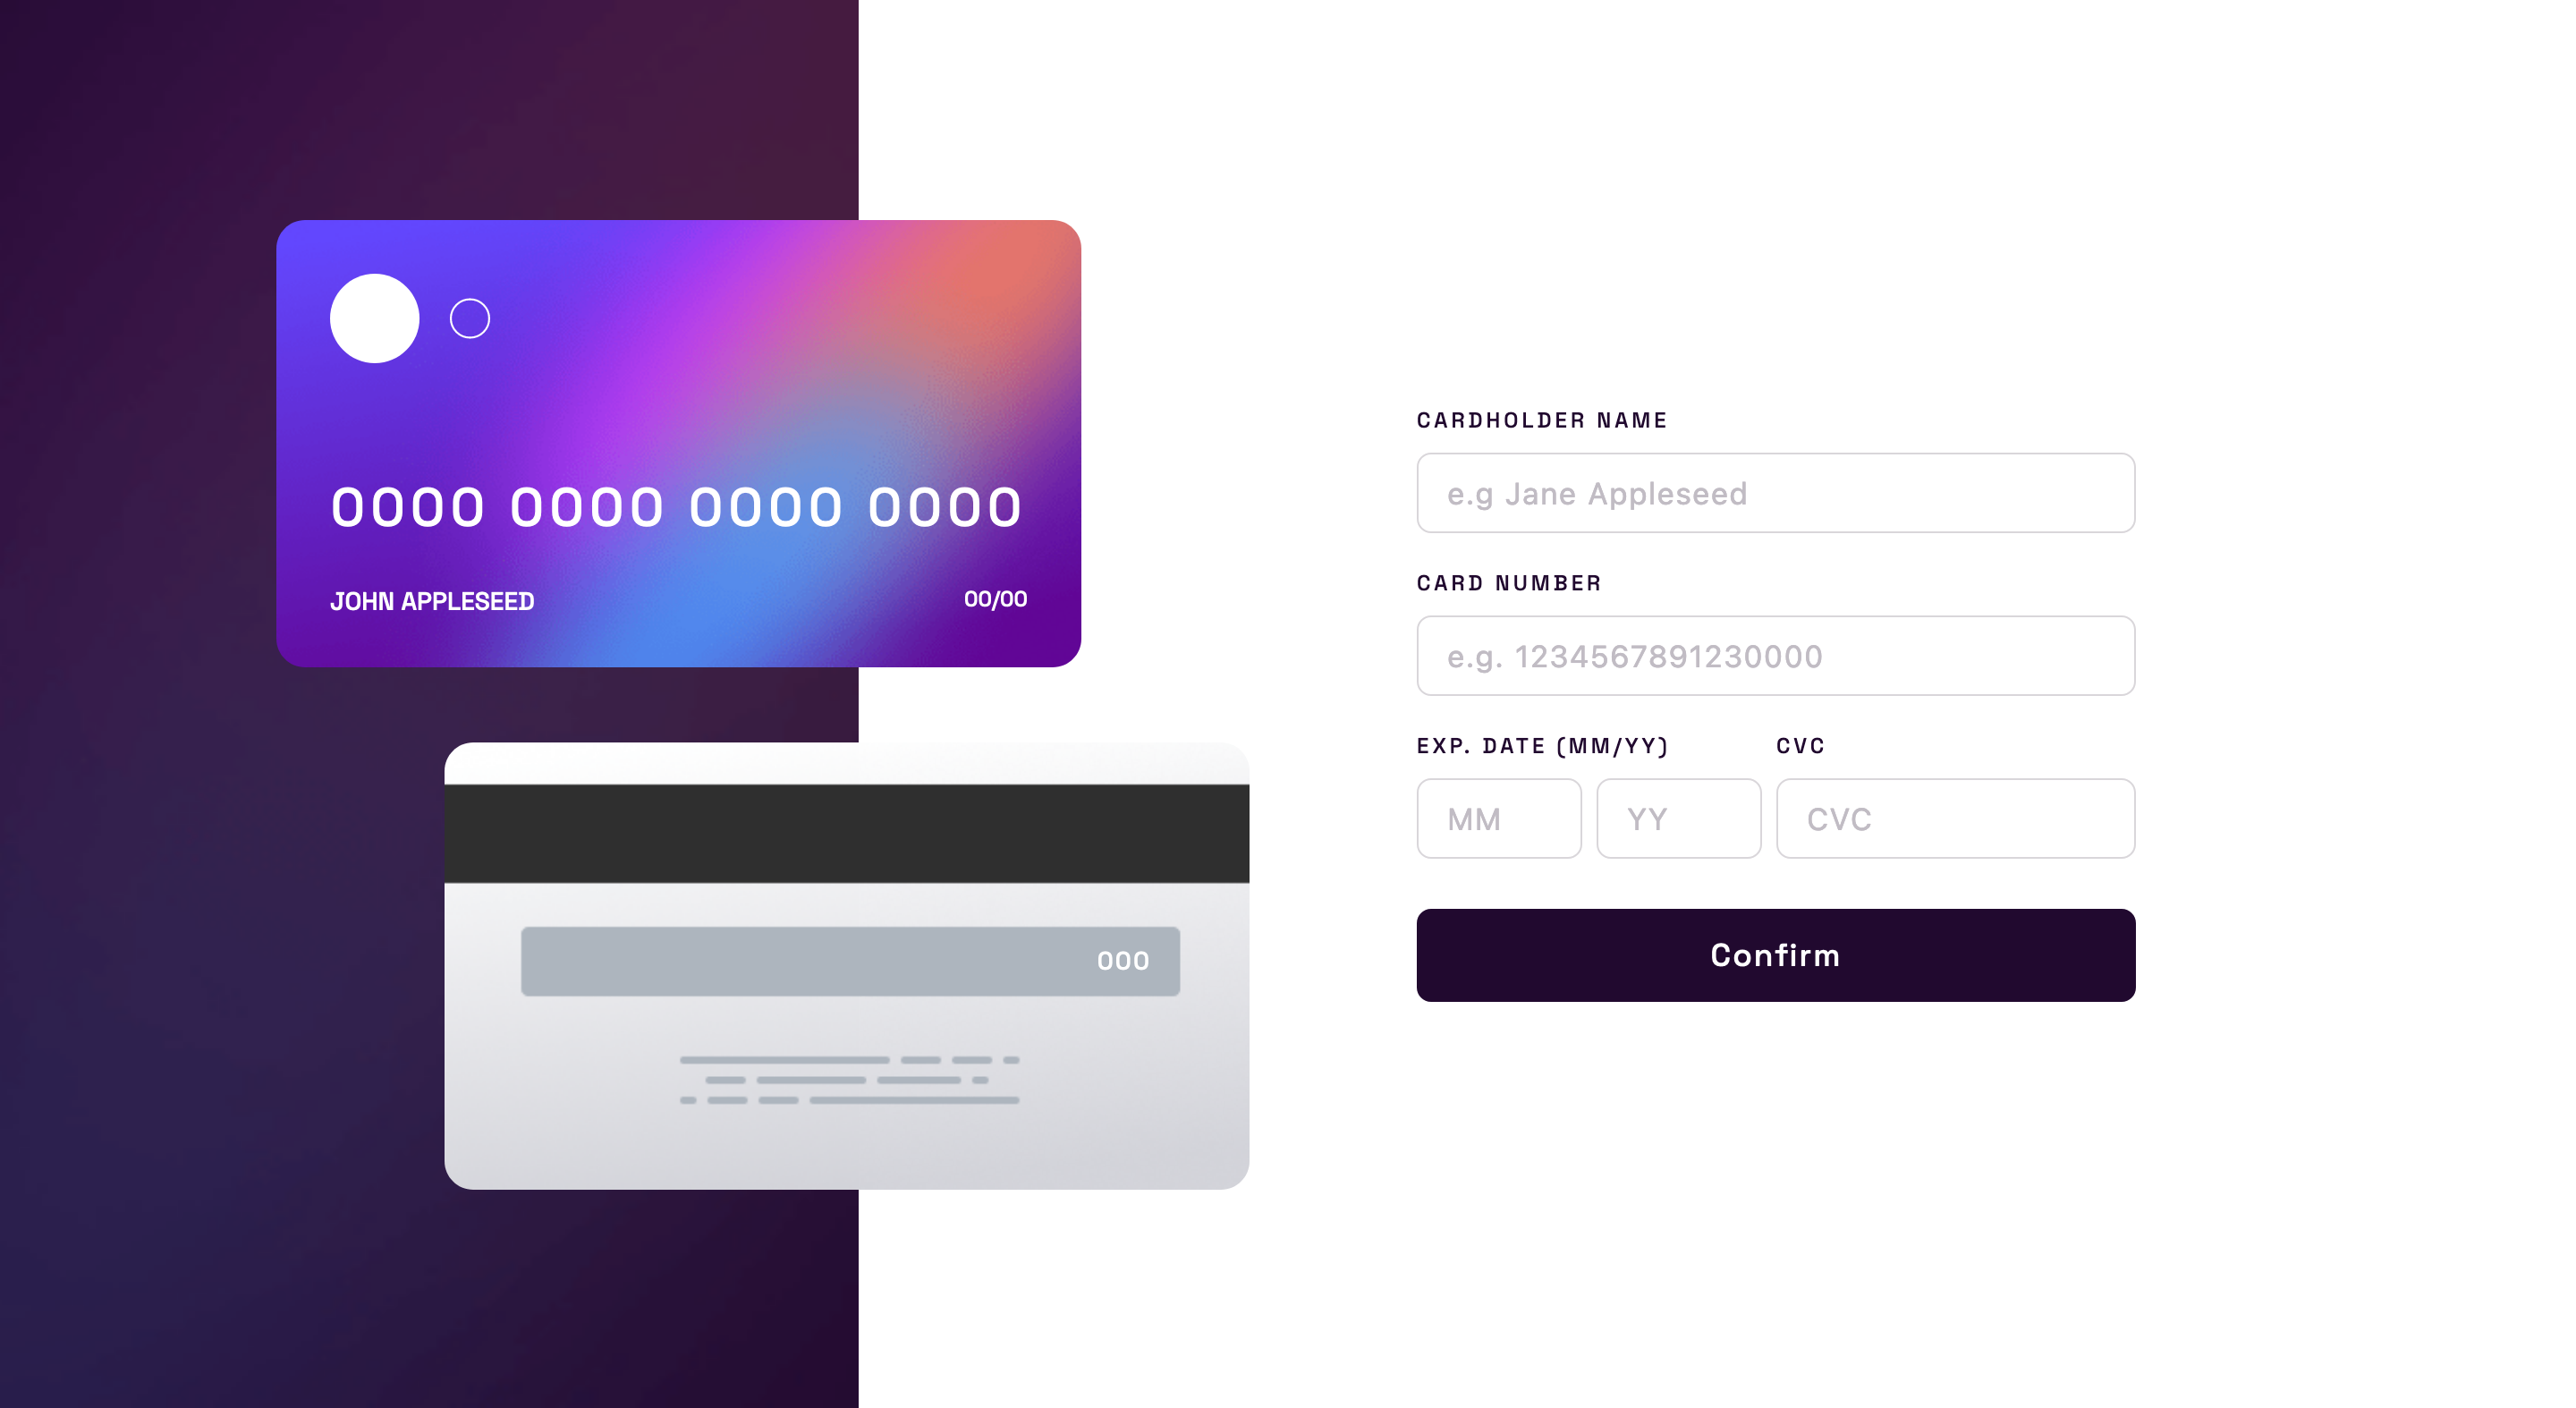 0000 0000 0000 0000
JOHN APPLESEED
00/00
000
CARDHOLDER NAME
e.g Jane Appleseed
CARD NUMBER
e.g. 1234567891230000
EXP. DATE (MM/YY)
CVC
MM
YY
CVC
Confirm